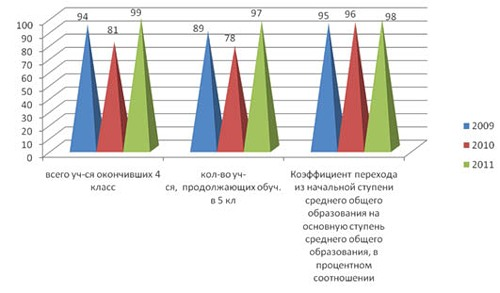 100
90
80
70
60
50
40
30
20
10
0
94
81
99
89
78
97
95
96
98
всего уч-ся окончивших 4
класс
кол-во уч-
ся, продолжающих обуч.
в 5 кл
Коэффициент перехода
из начальной ступени
среднего общего
образования на
основную ступень
среднего общего
образования, в
процентном
соотношении
2009
2010
2011